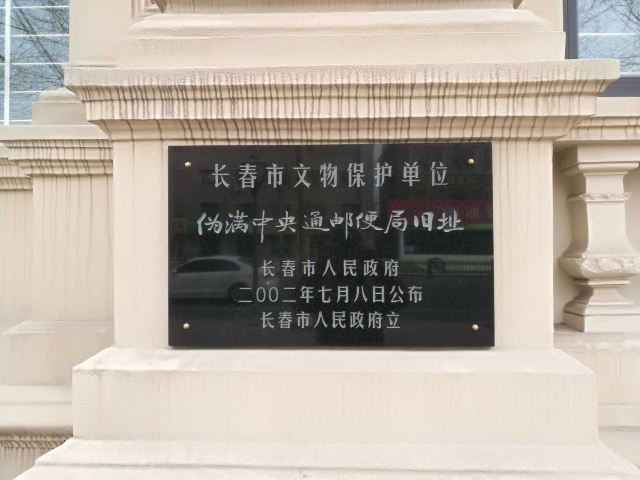 长春市文物保护单位
伪满中央通邮便局旧址
长春市人民政府
二〇〇二年七月八日公布
长春市人民政府立